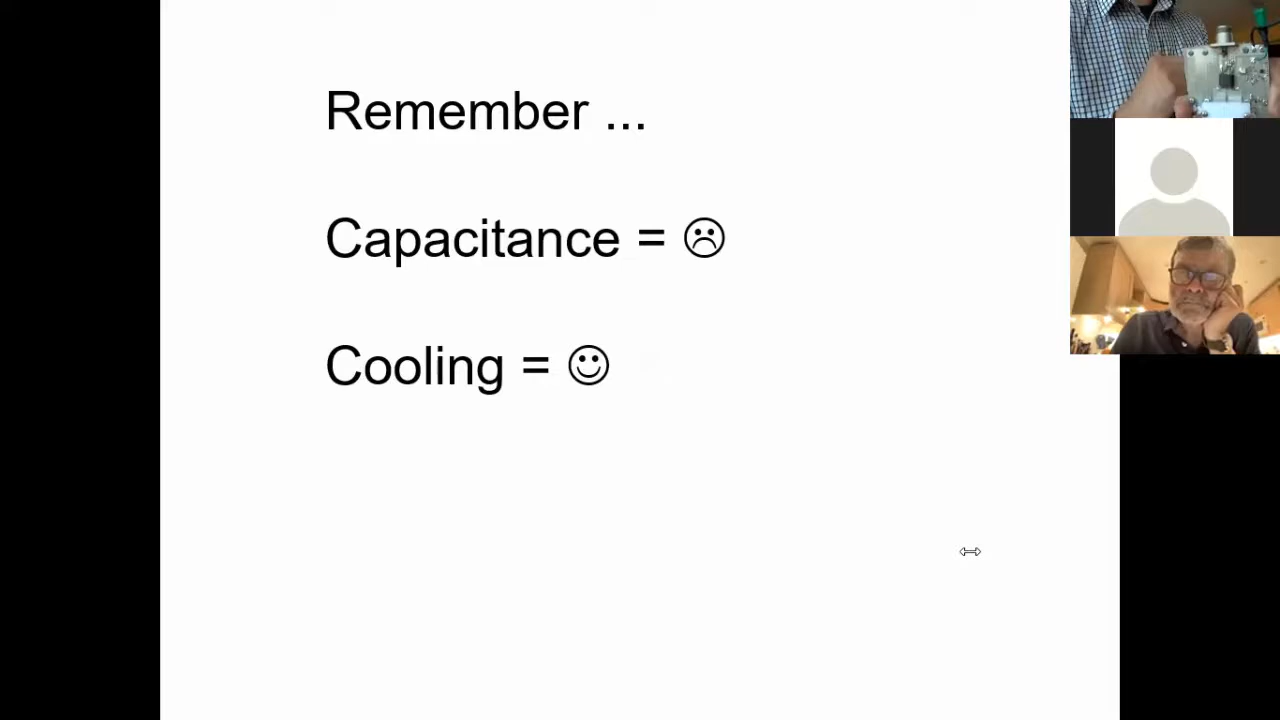 Remember ...
Capacitance = ☹
Cooling = ☺